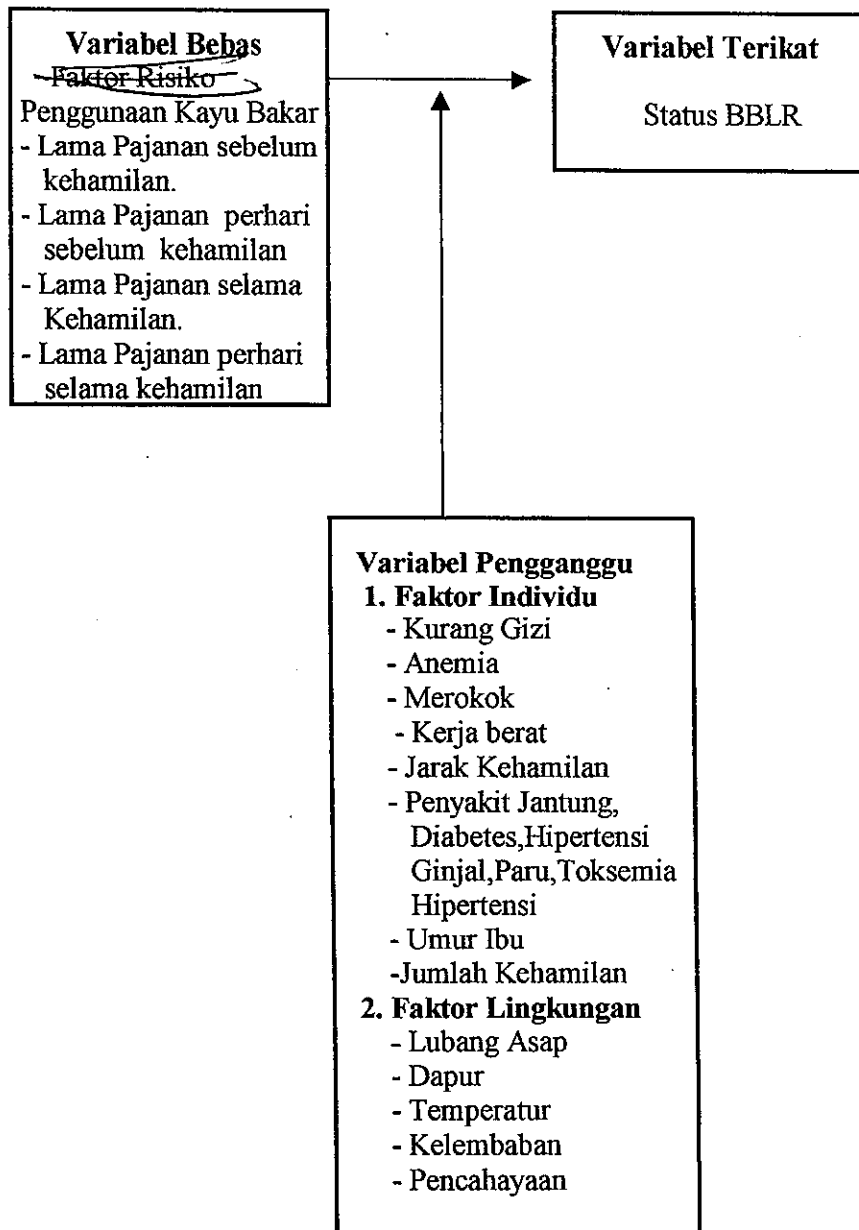 Variabel Bebas
Faktor Risiko
Penggunaan Kayu Bakar
- Lama Pajanan sebelum
kehamilan.
- Lama Pajanan perhari
sebelum kehamilan
- Lama Pajanan selama
Kehamilan.
- Lama Pajanan perhari
selama kehamilan
Variabel Terikat
Status BBLR
Variabel Pengganggu
1. Faktor Individu
- Kurang Gizi
- Anemia
- Merokok
- Kerja berat
- Jarak Kehamilan
- Penyakit Jantung,
Diabetes,Hipertensi
Ginjal,Paru,Toksemia
Hipertensi
- Umur Ibu
-Jumlah Kehamilan
2. Faktor Lingkungan
- Lubang Asap
- Dapur
- Temperatur
- Kelembaban
- Pencahayaan